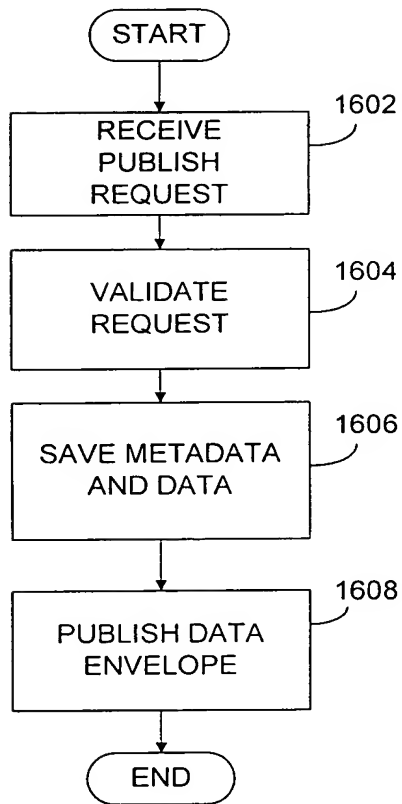 START
1602
RECEIVE
PUBLISH
REQUEST
1604
VALIDATE
REQUEST
1606
SAVE METADATA
AND DATA
1608
PUBLISH DATA
ENVELOPE
END